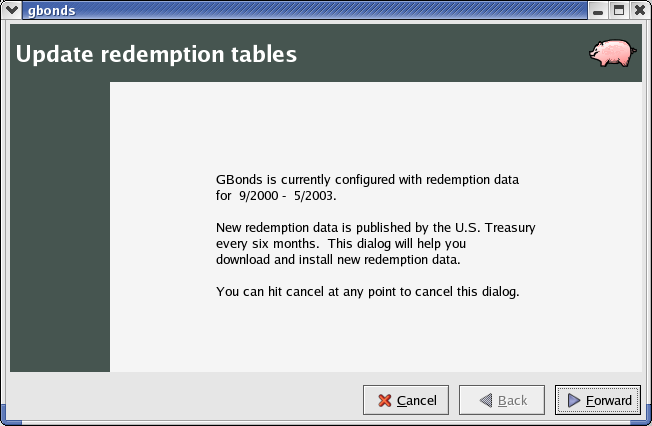 gbonds
Update redemption tables
GBonds is currently configured with redemption data
for  9/2000 -  5/2003.
New redemption data is published by the U.S. Treasury
every six months.  This dialog will help you
download and install new redemption data.
You can hit cancel at any point to cancel this dialog.
Cancel
Back
Forward